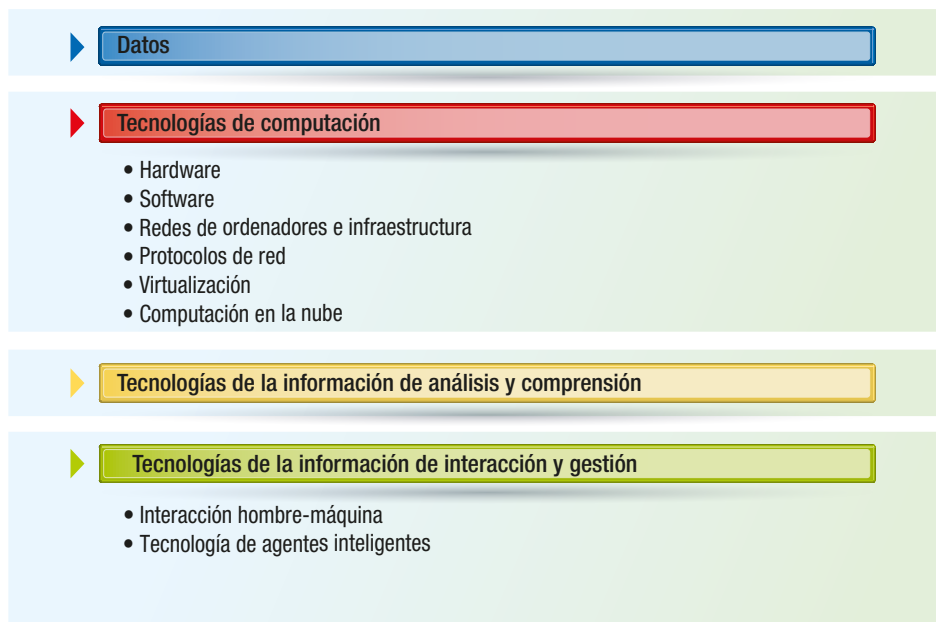 Datos
Tecnologías de computación
• Hardware
• Software
• Redes de ordenadores e infraestructura
• Protocolos de red
• Virtualización
• Computación en la nube
Tecnologías de la información de análisis y comprensión
Tecnologías de la información de interacción y gestión
• Interacción hombre-máquina
• Tecnología de agentes inteligentes